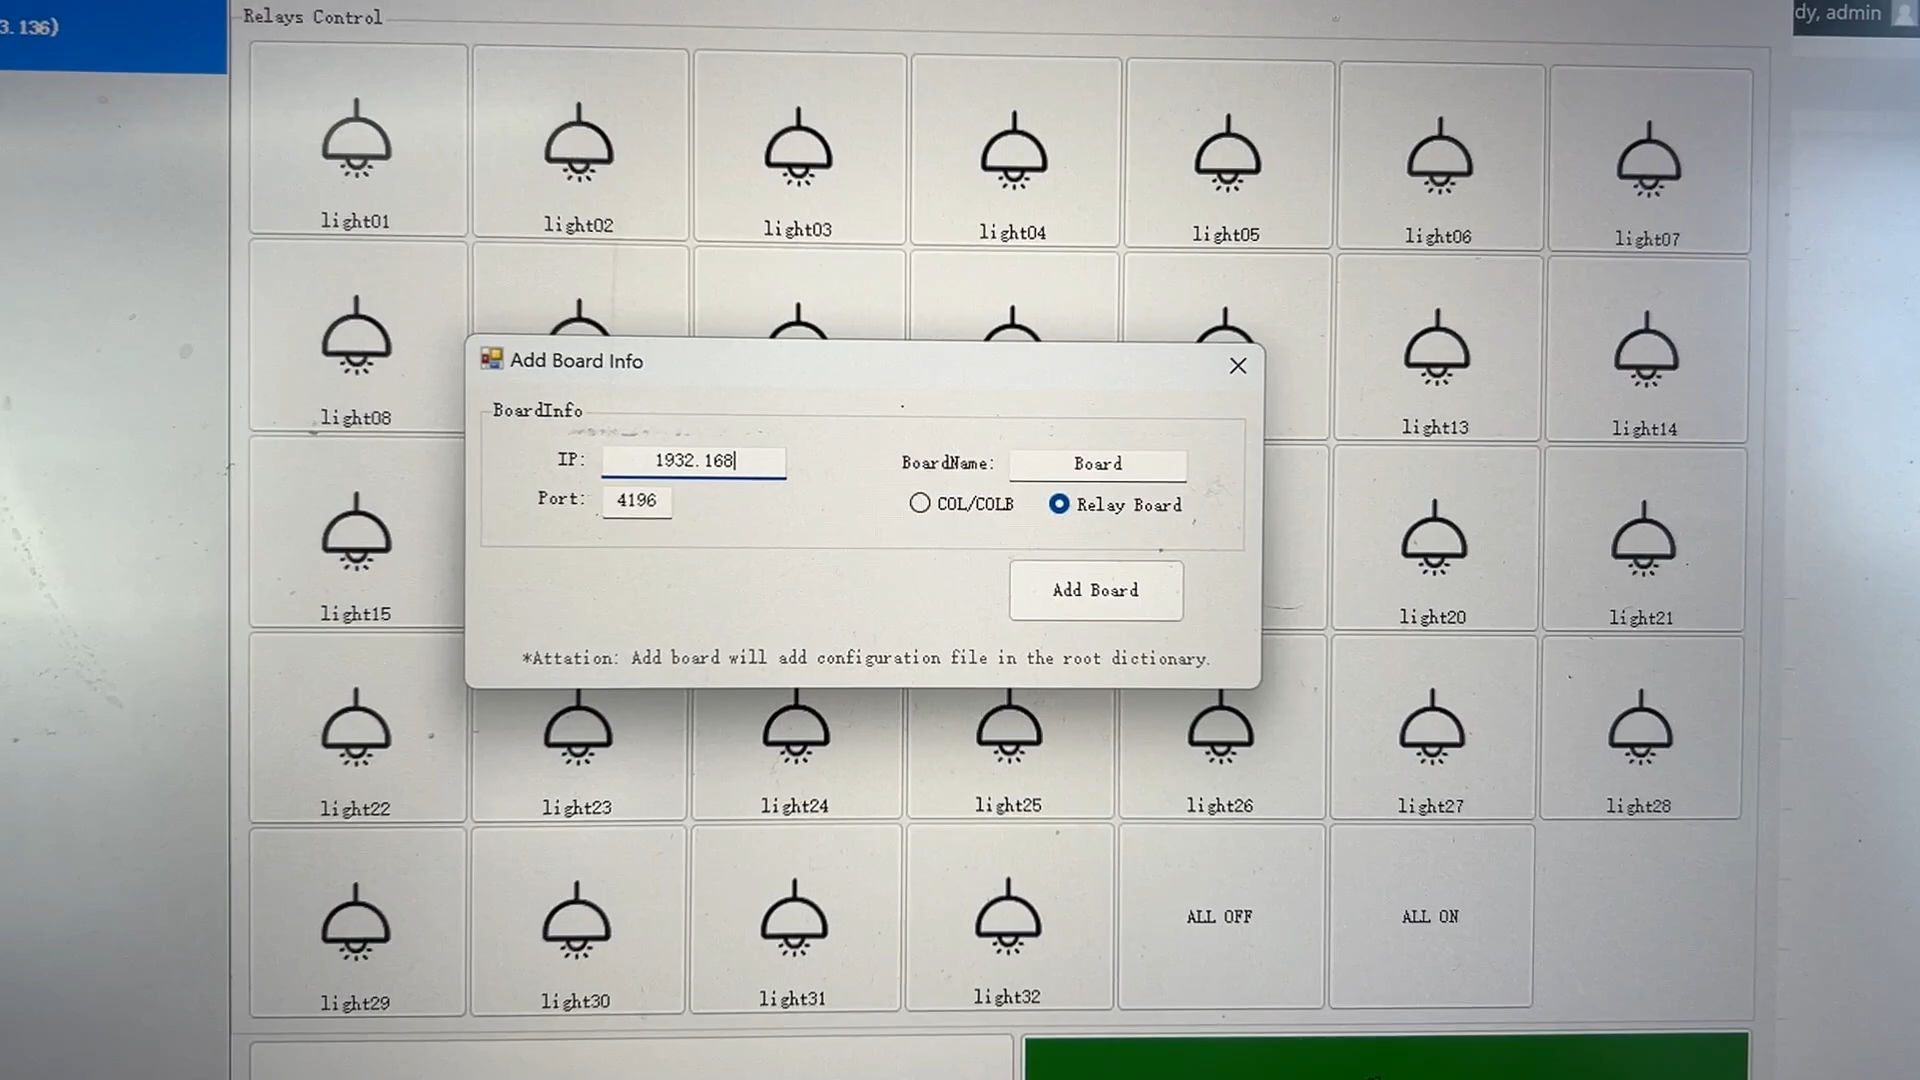 3.136)
Relays Control
dy, admin
light01
light02
light03
light04
light05
light06
light07
light08
light13
light14
Add Board Info
BoardInfo
IP: 1932.168
BoardName: Board
Port: 4196
COL/COLB
Relay Board
Add Board
*Attation: Add board will add configuration file in the root dictionary.
light15
light20
light21
light22
light23
light24
light25
light26
light27
light28
light29
light30
light31
light32
ALL OFF
ALL ON